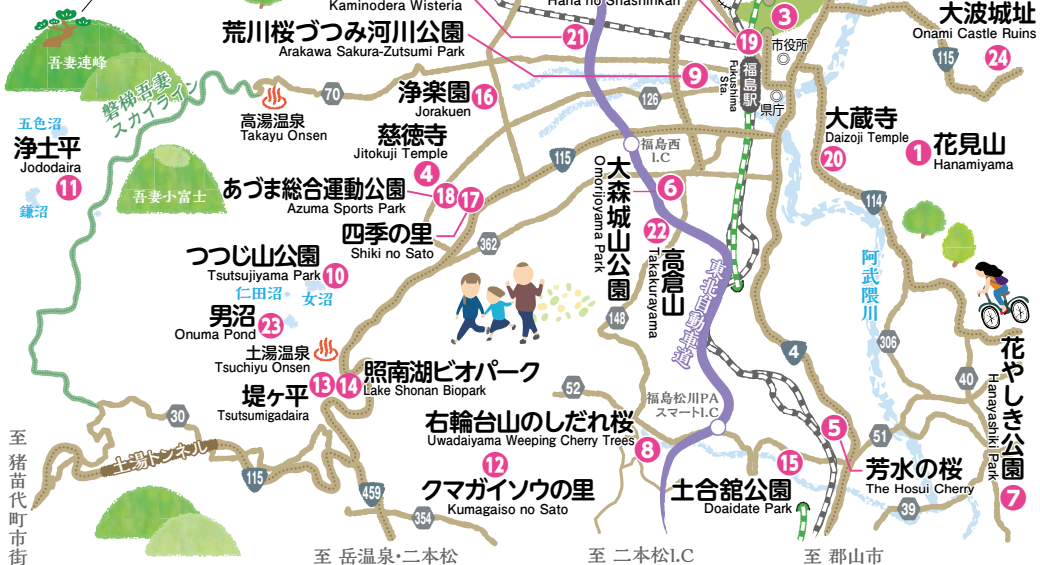 Kaminodera Wisteria
Hana no Shashinkan
荒川桜づつみ河川公園
Arakawa Sakura-Zutsumi Park
21
9
19
3
市役所
福島駅
Fukushima Sta.
県庁
大波城址
Onami Castle Ruins
24
115
吾妻連峰
磐梯吾妻
スカイライン
高湯温泉
Takayu Onsen
70
浄楽園
Jorakuen
16
126
慈徳寺
Jitokuji Temple
4
115
福島西
I.C
大蔵寺
Daizoji Temple
20
1
花見山
Hanamiyama
五色沼
浄土平
Jododaira
11
鎌沼
吾妻小富士
あづま総合運動公園
Azuma Sports Park
18
17
四季の里
Shiki no Sato
362
大森城山公園
Omorijoyama Park
6
22
高倉山
Takakurayama
東北自動車道
114
阿武隈川
つつじ山公園
Tsutsujiyama Park
10
仁田沼
女沼
男沼
Onuma Pond
23
土湯温泉
Tsuchiyu Onsen
13
14
堤ヶ平
Tsutsumigadaira
照南湖ビオパーク
Lake Shonan Biopark
148
4
306
40
花やしき公園
Hanayashiki Park
7
52
福島松川PA
スマートI.C
右輪台山のしだれ桜
Uwadaiyama Weeping Cherry Trees
8
5
51
芳水の桜
The Hosui Cherry
39
30
土湯トンネル
115
至 猪苗代町市街
12
クマガイソウの里
Kumagaiso no Sato
459
354
15
土合舘公園
Doaidate Park
至 岳温泉・二本松
至 二本松I.C
至 郡山市